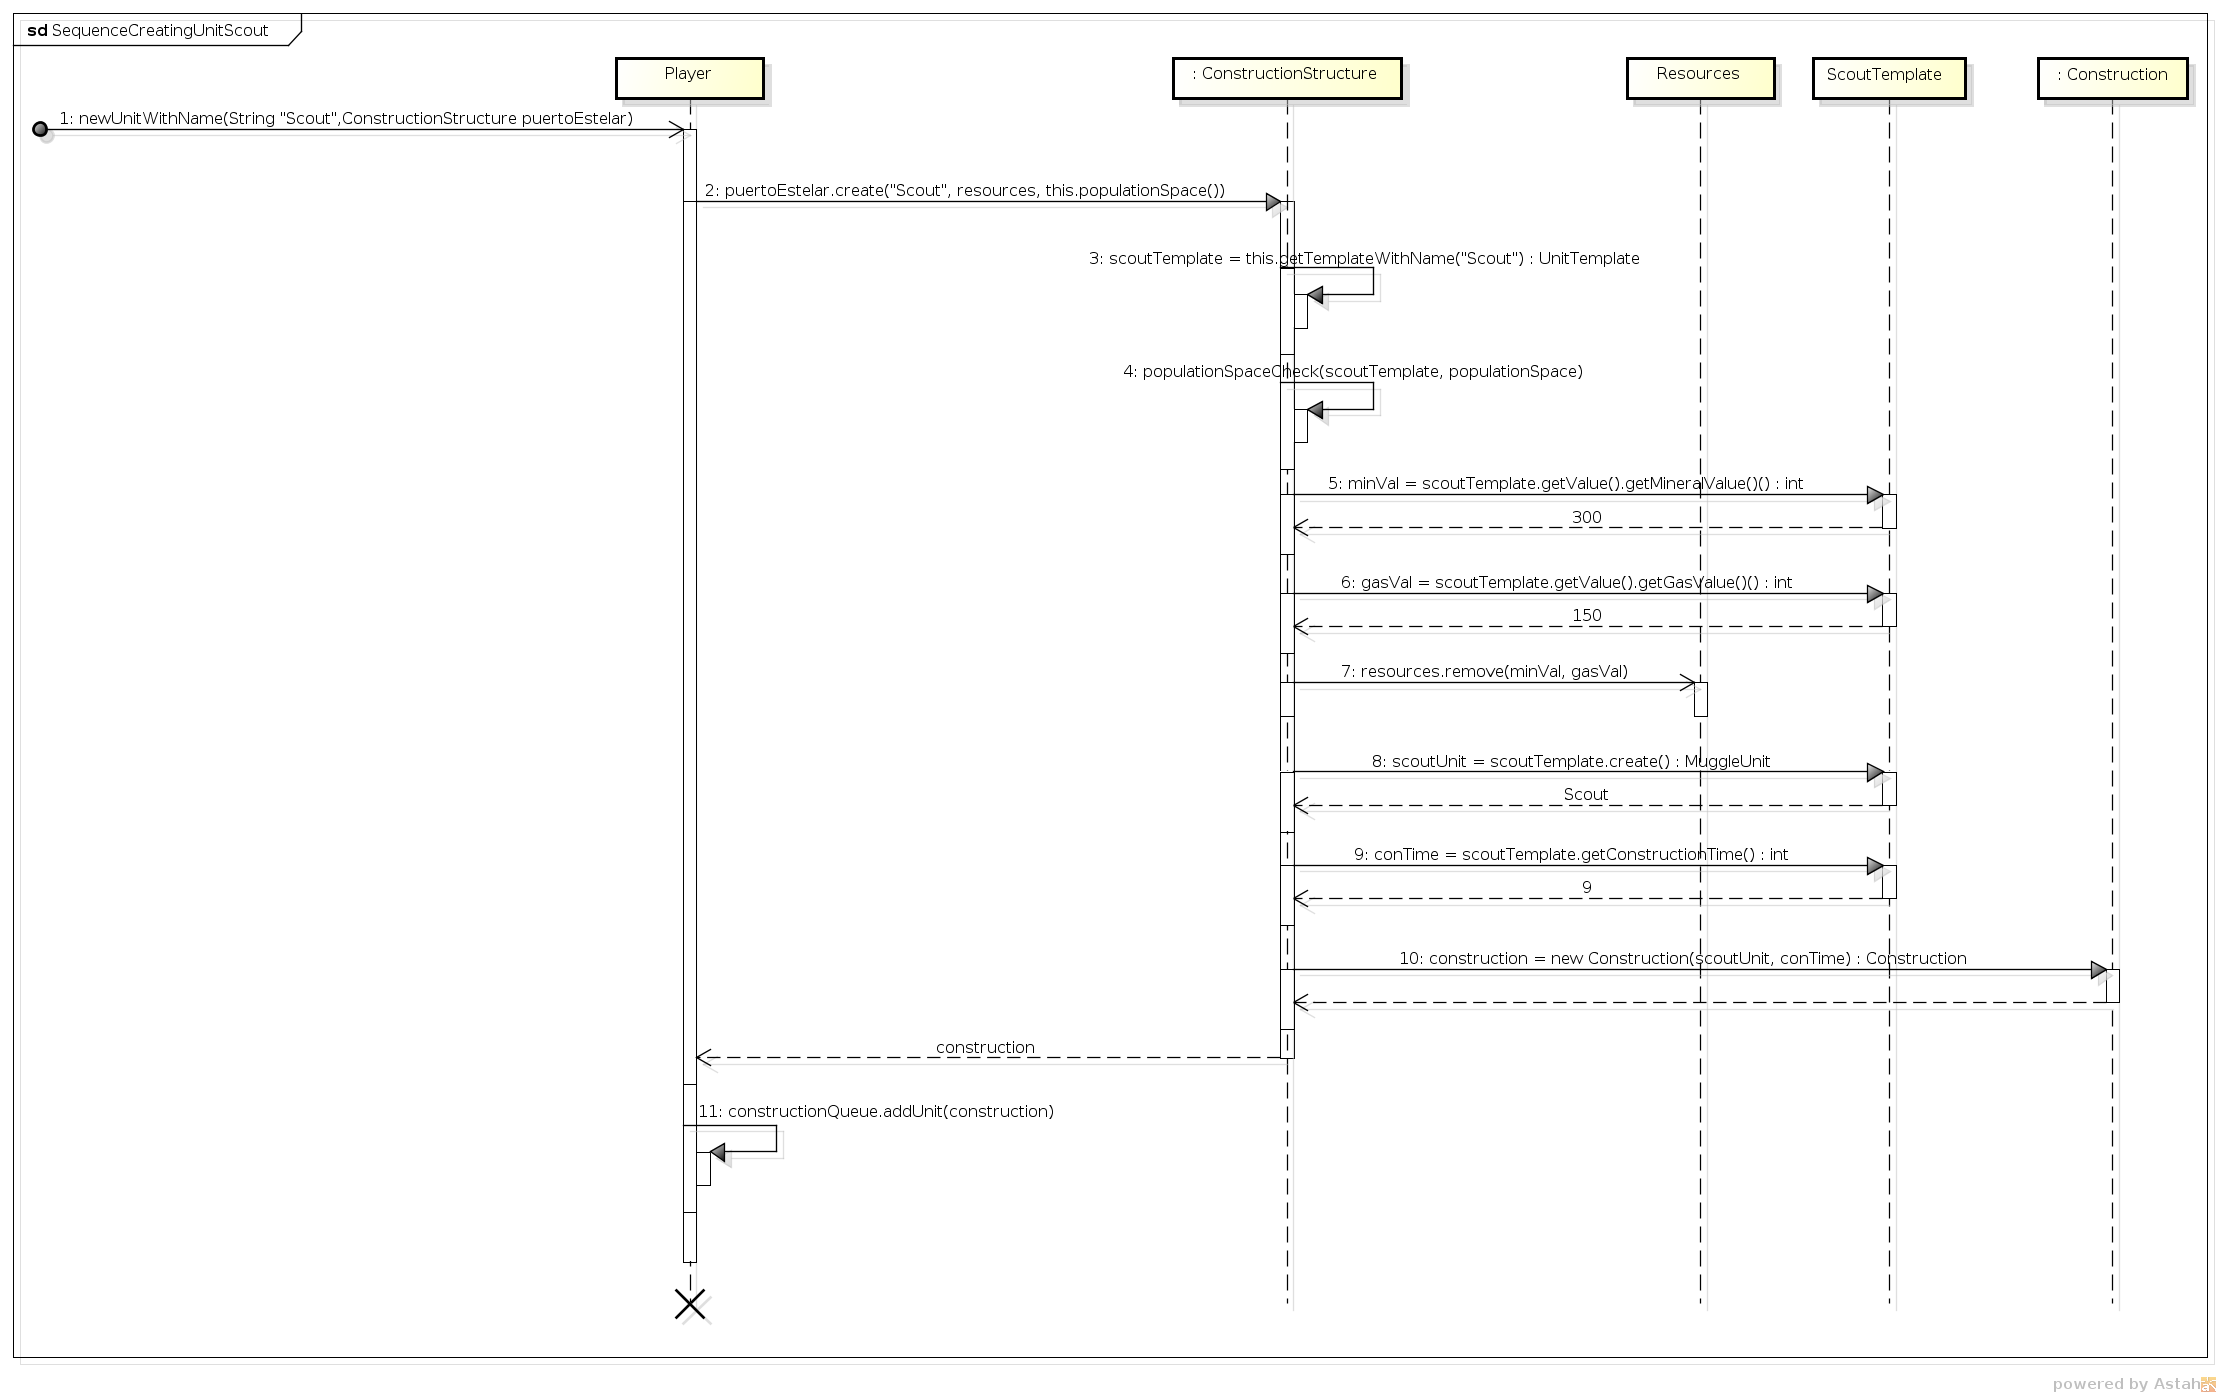 sd SequenceCreatingUnitScout
Player
: ConstructionStructure
Resources
ScoutTemplate
: Construction
1: newUnitWithName(String "Scout",ConstructionStructure puertoEstelar)
2: puertoEstelar.create("Scout", resources, this.populationSpace())
3: scoutTemplate = this.getTemplateWithName("Scout") : UnitTemplate
4: populationSpaceCheck(scoutTemplate, populationSpace)
5: minVal = scoutTemplate.getValue().getMineralValue()() : int
300
6: gasVal = scoutTemplate.getValue().getGasValue()() : int
150
7: resources.remove(minVal, gasVal)
8: scoutUnit = scoutTemplate.create() : MuggleUnit
Scout
9: conTime = scoutTemplate.getConstructionTime() : int
9
10: construction = new Construction(scoutUnit, conTime) : Construction
construction
11: constructionQueue.addUnit(construction)
powered by Astah